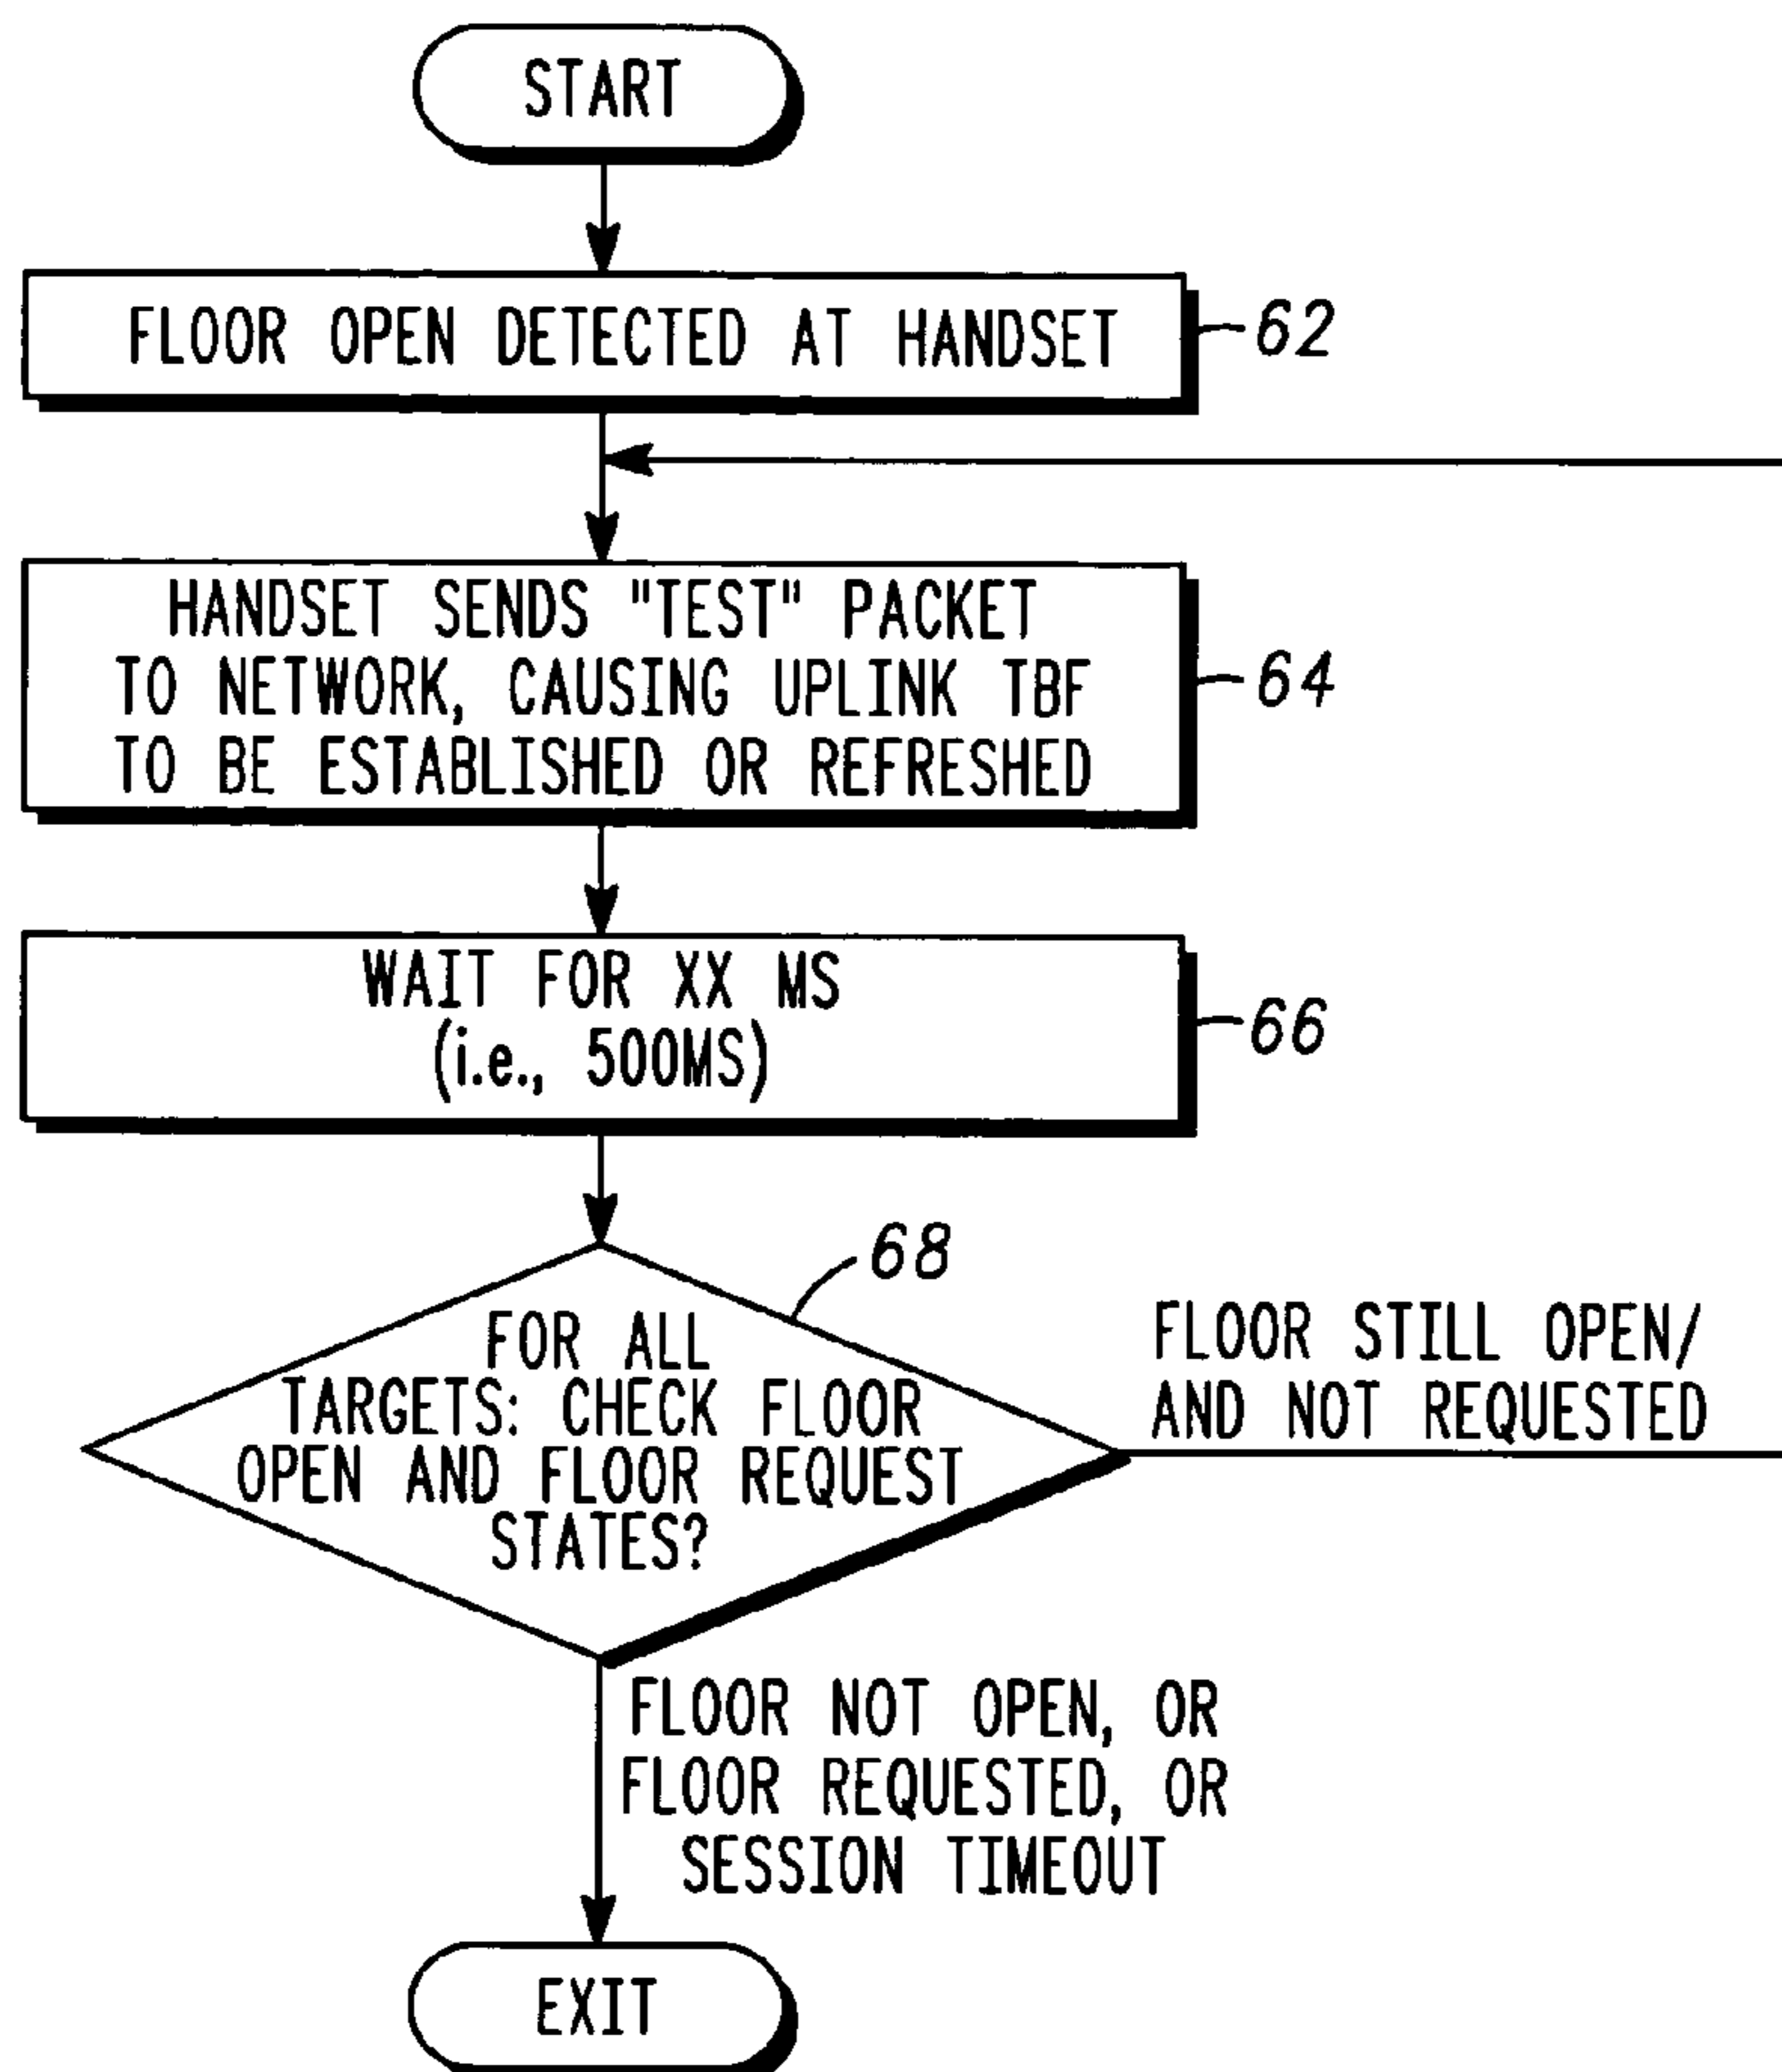 START
FLOOR OPEN DETECTED AT HANDSET
62
HANDSET SENDS "TEST" PACKET
TO NETWORK, CAUSING UPLINK TBF
TO BE ESTABLISHED OR REFRESHED
64
WAIT FOR XX MS
(i.e., 500MS)
66
68
FOR ALL
TARGETS: CHECK FLOOR
OPEN AND FLOOR REQUEST
STATES?
FLOOR STILL OPEN/
AND NOT REQUESTED
FLOOR NOT OPEN, OR
FLOOR REQUESTED, OR
SESSION TIMEOUT
EXIT